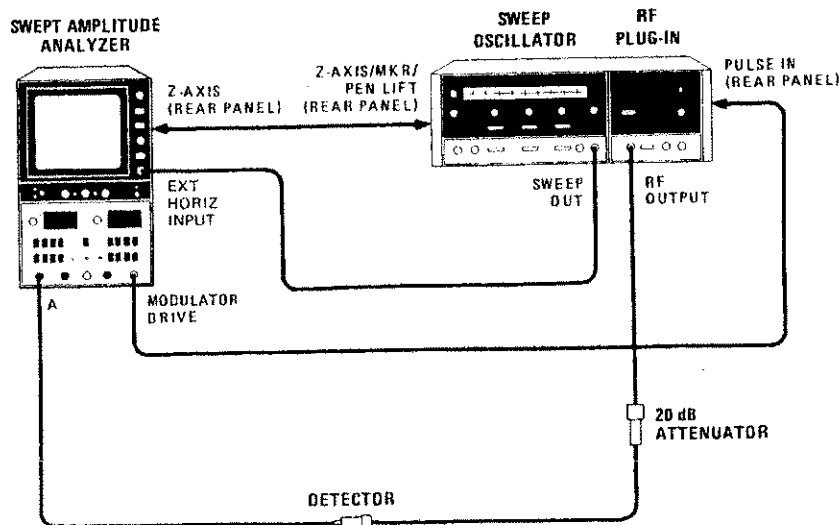 SWEPT AMPLITUDE
ANALYZER
SWEEP
OSCILLATOR
RF
PLUG-IN
Z-AXIS
(REAR PANEL)
Z-AXIS/MKR/
PEN LIFT
(REAR PANEL)
PULSE IN
(REAR PANEL)
EXT
HORIZ
INPUT
SWEEP
OUT
RF
OUTPUT
A
MODULATOR
DRIVE
20 dB
ATTENUATOR
DETECTOR